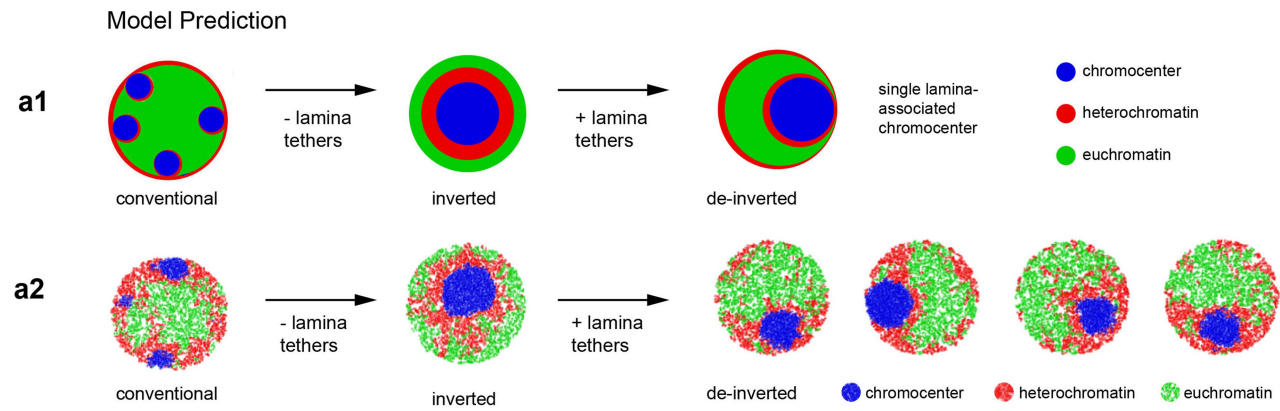 Model Prediction
a1
- lamina
tethers
+ lamina
tethers
single lamina-
associated
chromocenter
chromocenter
heterochromatin
euchromatin
conventional
inverted
de-inverted
a2
- lamina
tethers
+ lamina
tethers
conventional
inverted
de-inverted
chromocenter
heterochromatin
euchromatin